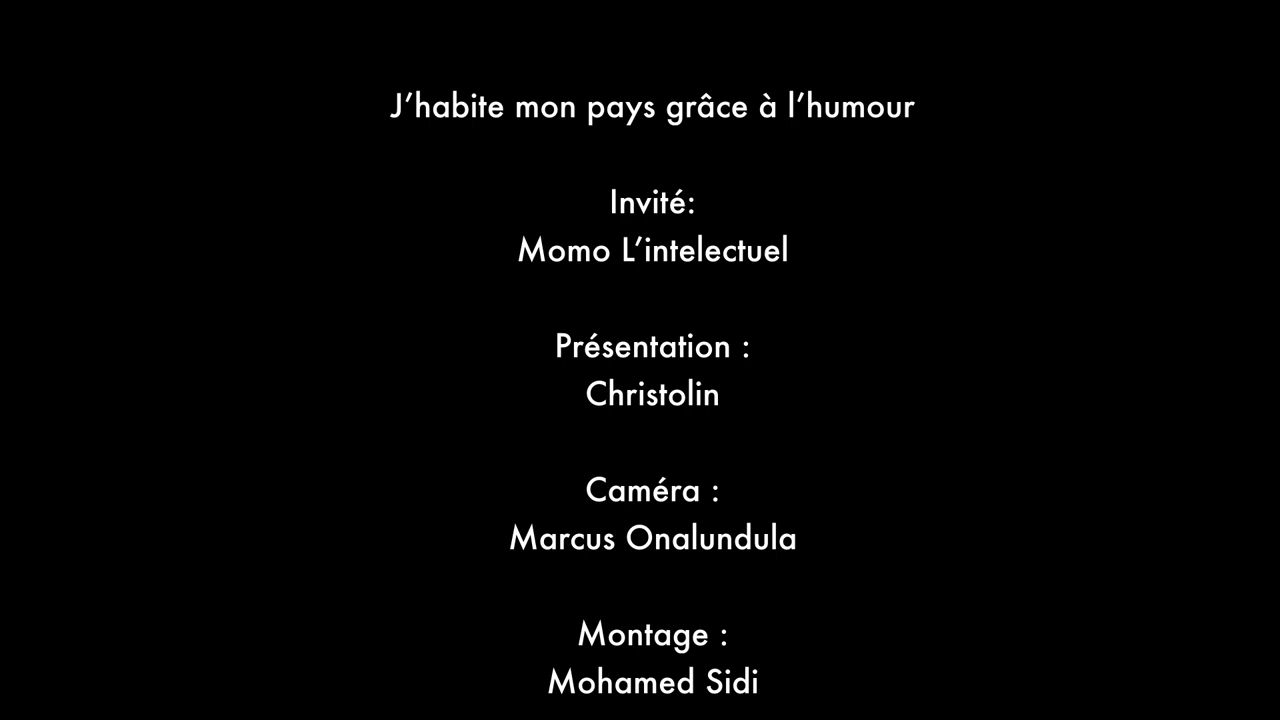 J’habite mon pays grâce à l’humour
Invité:
Momo L’intelectuel
Présentation :
Christolin
Caméra :
Marcus Onalundula
Montage :
Mohamed Sidi